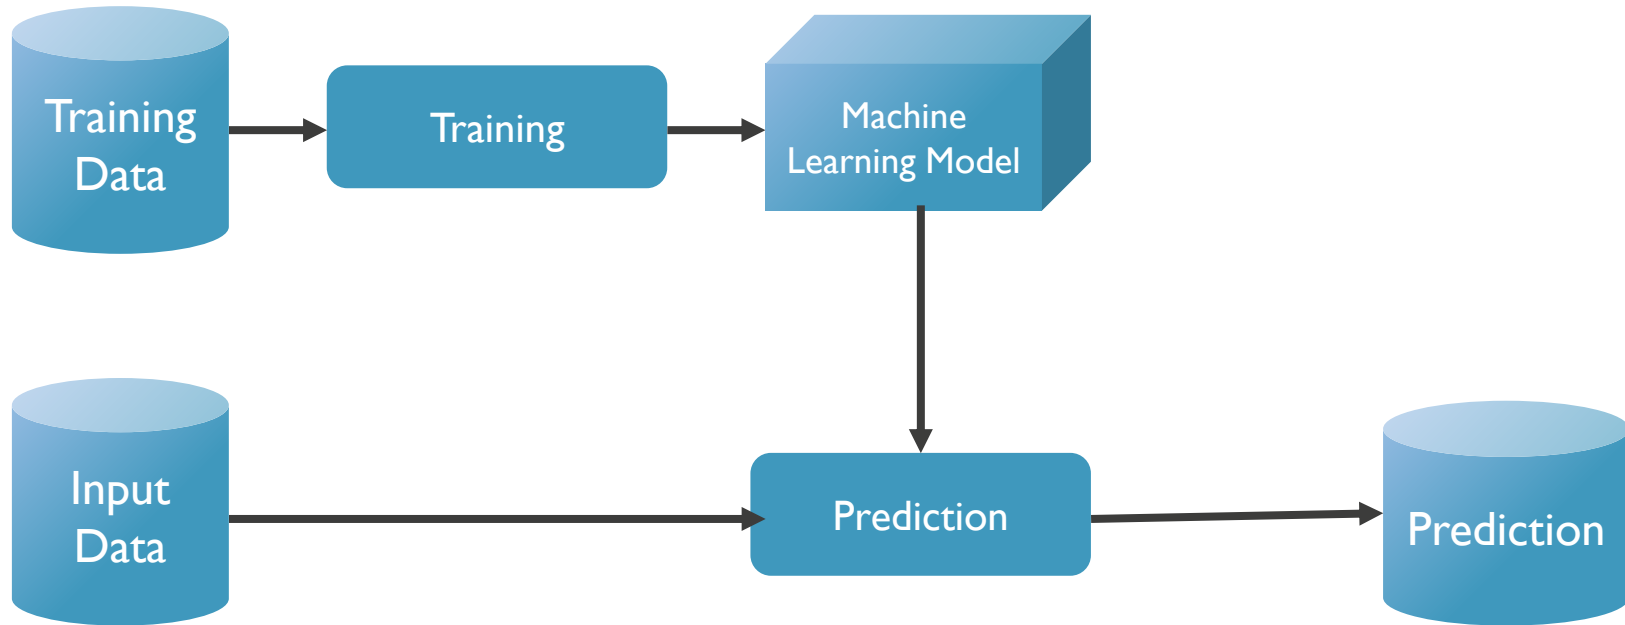 Training
Data
Training
Machine
Learning Model
Input
Data
Prediction
Prediction